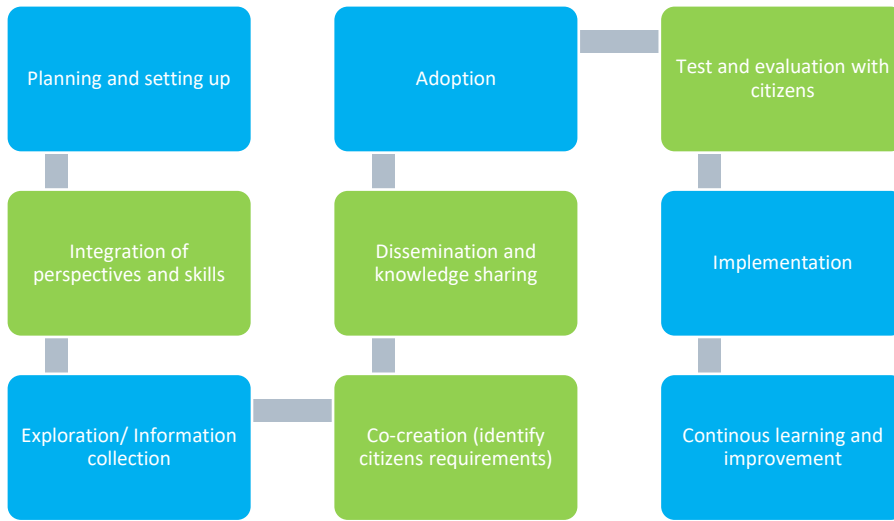 Planning and setting up
Integration of
perspectives and skills
Exploration/ Information
collection
Co-creation (identify
citizens requirements)
Dissemination and
knowledge sharing
Adoption
Test and evaluation with
citizens
Implementation
Continous learning and
improvement